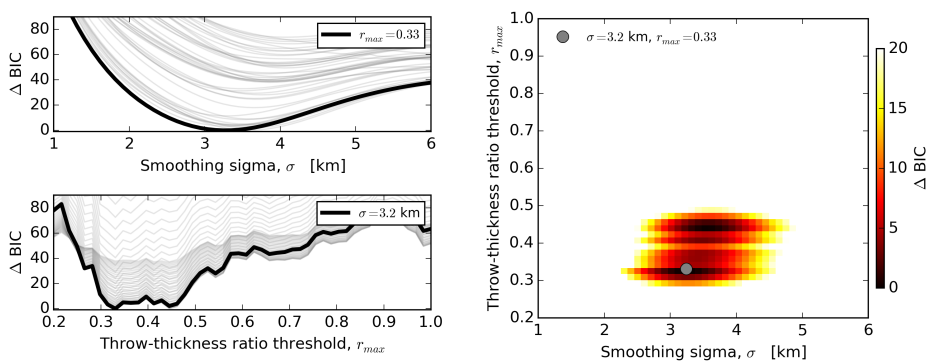 Δ BIC
80
60
40
20
0
r_max=0.33
1 2 3 4 5 6
Smoothing sigma, σ [km]
Δ BIC
80
60
40
20
0
σ=3.2 km
0.2 0.3 0.4 0.5 0.6 0.7 0.8 0.9 1.0
Throw-thickness ratio threshold, r_max
Throw-thickness ratio threshold, r_max
1.0
0.9
0.8
0.7
0.6
0.5
0.4
0.3
0.2
σ=3.2 km, r_max=0.33
1 2 3 4 5 6
Smoothing sigma, σ [km]
20
15
10
5
0
Δ BIC